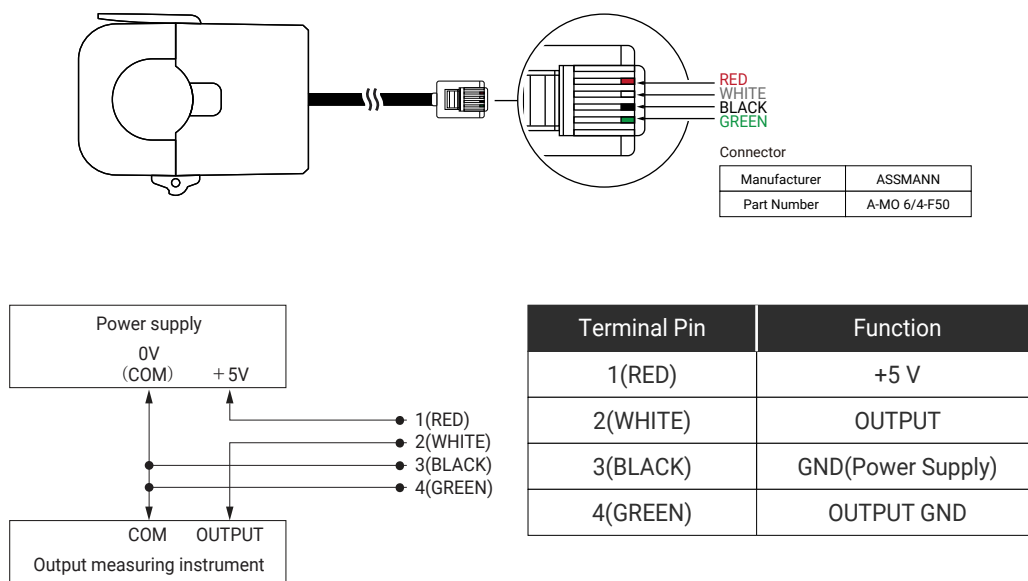 RED
WHITE
BLACK
GREEN
Connector
Manufacturer ASSMANN
Part Number A-MO 6/4-F50
Power supply
0V
(COM) +5V
1(RED)
2(WHITE)
3(BLACK)
4(GREEN)
COM OUTPUT
Output measuring instrument
Terminal Pin Function
1(RED) +5 V
2(WHITE) OUTPUT
3(BLACK) GND(Power Supply)
4(GREEN) OUTPUT GND